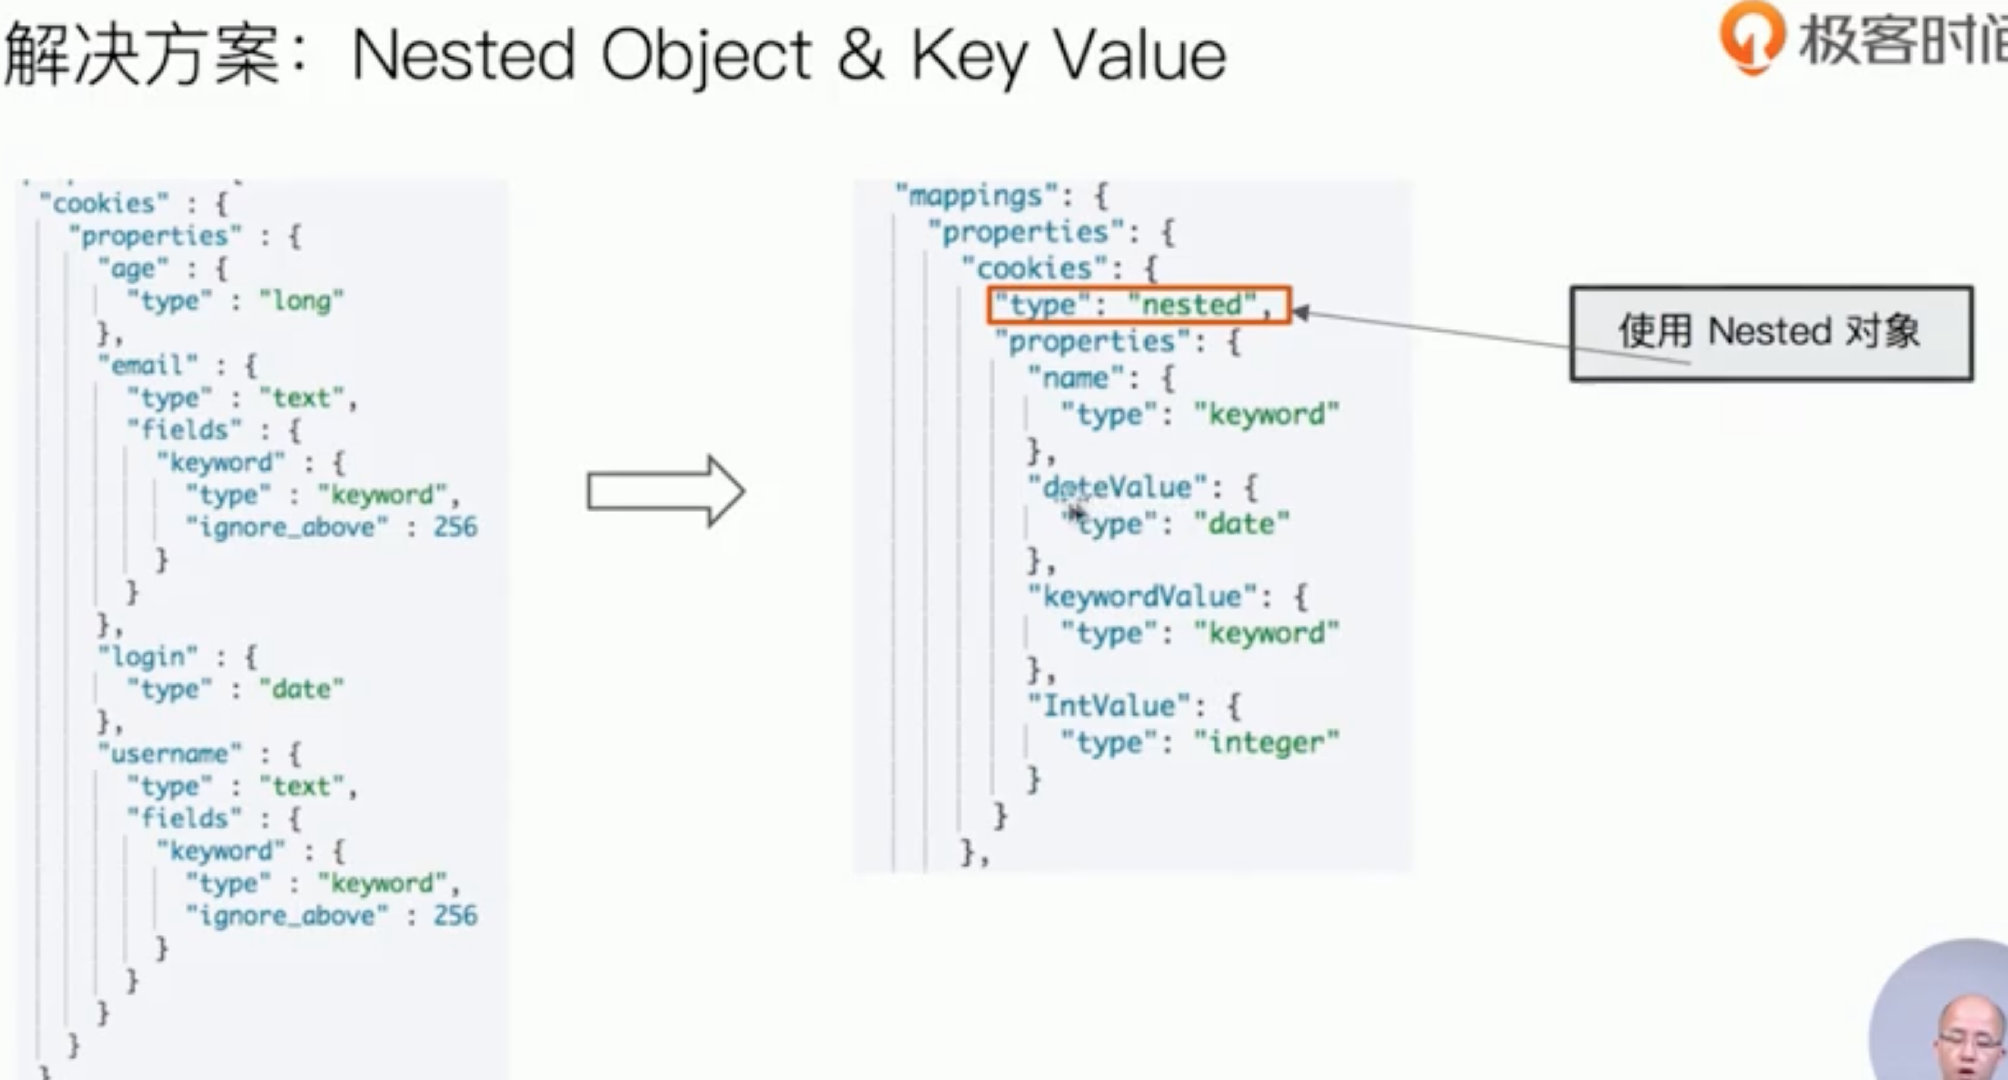 解决方案：Nested Object & Key Value
极客时间
"cookies" : {
"properties" : {
"age" : {
"type" : "long"
},
"email" : {
"type" : "text",
"fields" : {
"keyword" : {
"type" : "keyword",
"ignore_above" : 256
}
}
},
"login" : {
"type" : "date"
},
"username" : {
"type" : "text",
"fields" : {
"keyword" : {
"type" : "keyword",
"ignore_above" : 256
}
}
}
}
}
"mappings": {
"properties": {
"cookies": {
"type": "nested",
"properties": {
"name": {
"type": "keyword"
},
"dateValue": {
"type": "date"
},
"keywordValue": {
"type": "keyword"
},
"IntValue": {
"type": "integer"
}
}
},
使用 Nested 对象